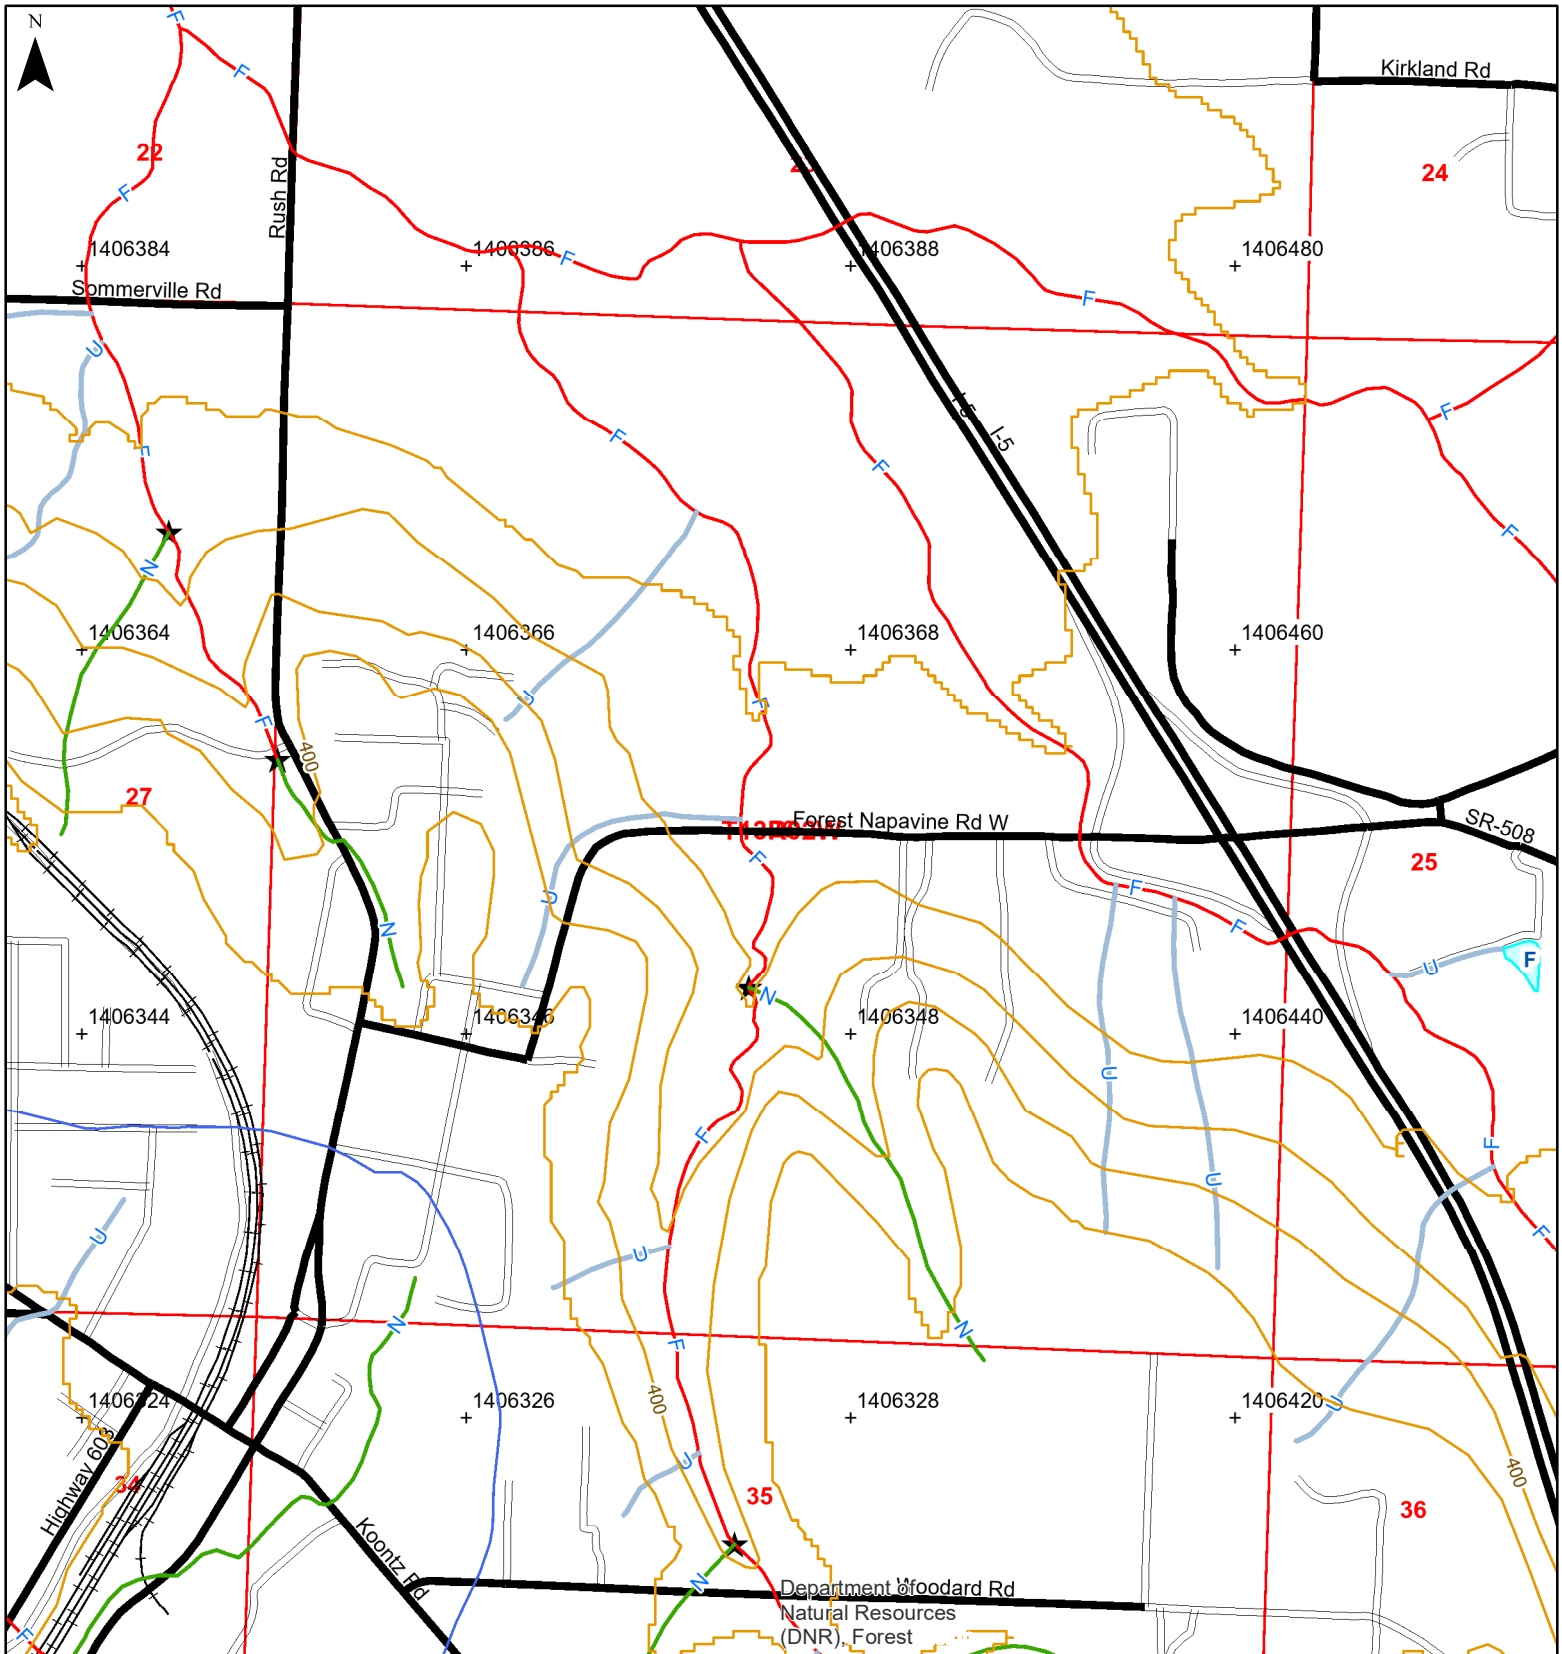 F
N
F
Kirkland Rd
22
Rush Rd
24
F
1406384
1406386
F
1406388
1406480
Sommerville Rd
F
U
F
F
F
F
I-5
I-5
F
F
N
1406364
1406366
1406368
1406460
U
F
F
400
27
Forest Napavine Rd W
SR-508
25
F
U
F
F
N
U
F
F
N
1406344
1406346
1406348
1406440
U
F
F
U
U
U
F
N
N
F
1406324
1406326
1406328
1406420
400
U
Highway 603
U
400
34
35
36
Koontz Rd
N
Woodard Rd
Department of
Natural Resources
(DNR), Forest
F